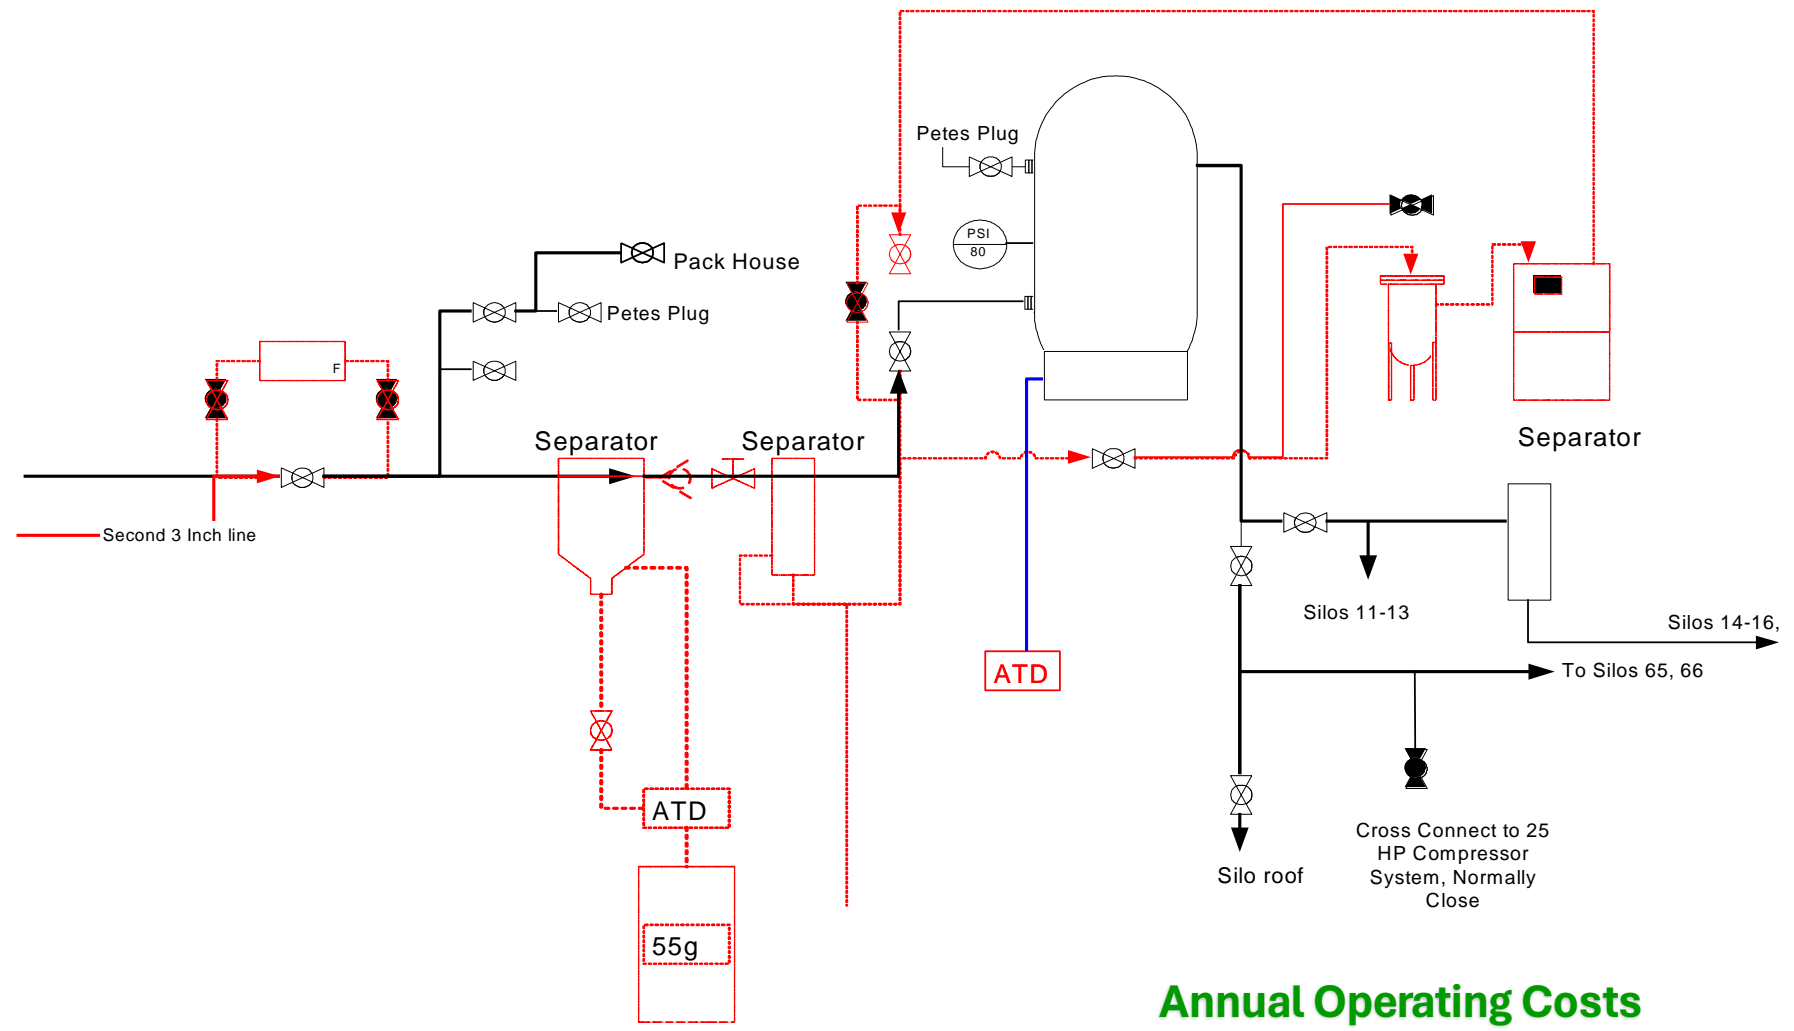 Petes Plug
PSI
80
Pack House
Petes Plug
F
Separator
Separator
Separator
Second 3 Inch line
Silos 11-13
Silos 14-16,
To Silos 65, 66
ATD
ATD
Cross Connect to 25
HP Compressor
System, Normally
Close
Silo roof
55g
Annual Operating Costs